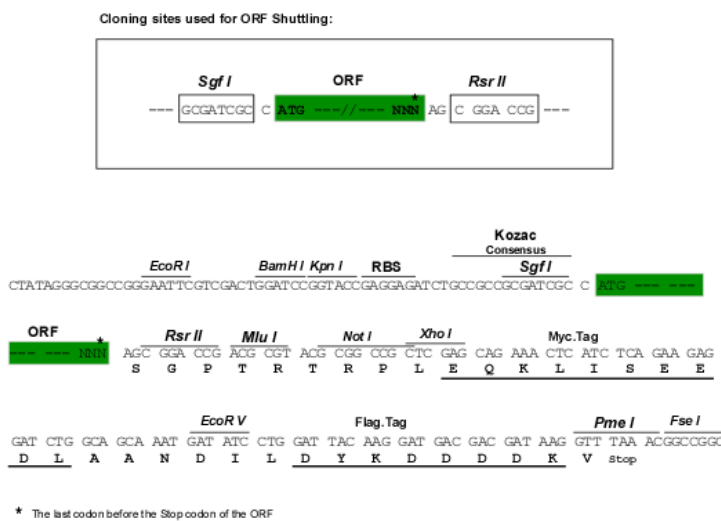 Cloning sites used for ORF Shuttling:
Sgf I ORF Rsr II
--- GCGATCGC C ATG ---//--- NNN* AG C GGA CCG ---
Kozac
Consensus
EcoR I BamH I Kpn I RBS Sgf I
CTATAGGGCGGCCGGGAATTCGTCGACTGGATCCGGTACCGAGGAGATCTGCCGCCGCGATCGC C ATG --- ---
ORF Rsr II Mlu I Not I Xho I Myc.Tag
--- --- NNN* AGC GGA CCG ACG CGT ACG CGG CCG CTC GAG CAG AAA CTC ATC TCA GAA GAG
S G P T R T R P L E Q K L I S E E
EcoR V Flag.Tag Pme I Fse I
GAT CTG GCA GCA AAT GAT ATC CTG GAT TAC AAG GAT GAC GAC GAT AAG GTT TAA ACGGCCGGC
D L A A N D I L D Y K D D D D K V Stop
* The last codon before the Stop codon of the ORF